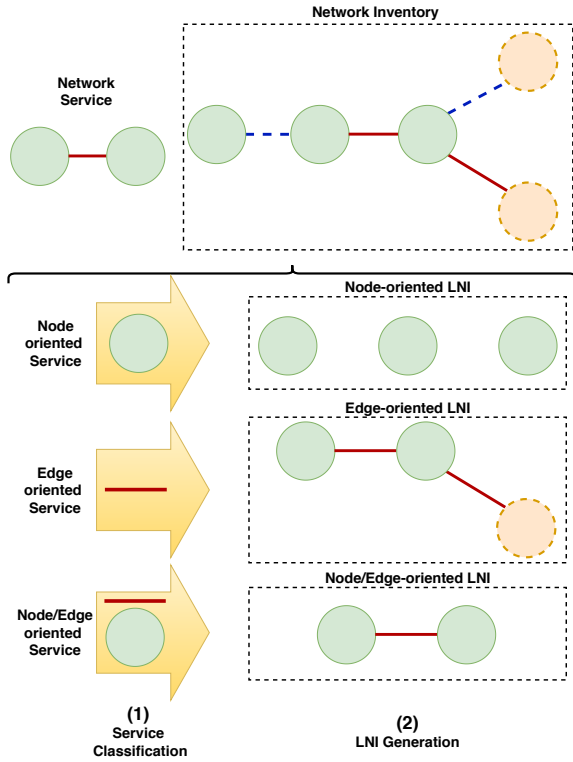 Network Inventory
Network
Service
Node-oriented LNI
Node
oriented
Service
Edge-oriented LNI
Edge
oriented
Service
Node/Edge-oriented LNI
Node/Edge
oriented
Service
(1)
Service
Classification
(2)
LNI Generation